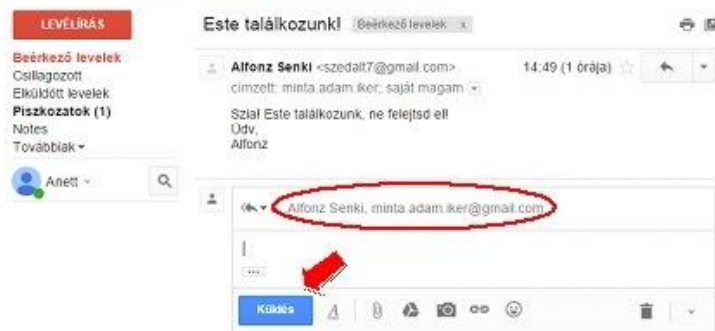 LEVÉLÍRÁS
Beérkező levelek
Csillagozott
Elküldött levelek
Piszkozatok (1)
Notes
Továbbiak
Anett
Este találkozunk! Beérkező levelek x
Alfonz Senki <szedalt7@gmail.com> 14:49 (1 órája)
címzett: minta.adam.iker, saját magam
Szia! Este találkozunk, ne felejtsd el!
Üdv,
Alfonz
Alfonz Senki, minta.adam.iker@gmail.com
...
Küldés A